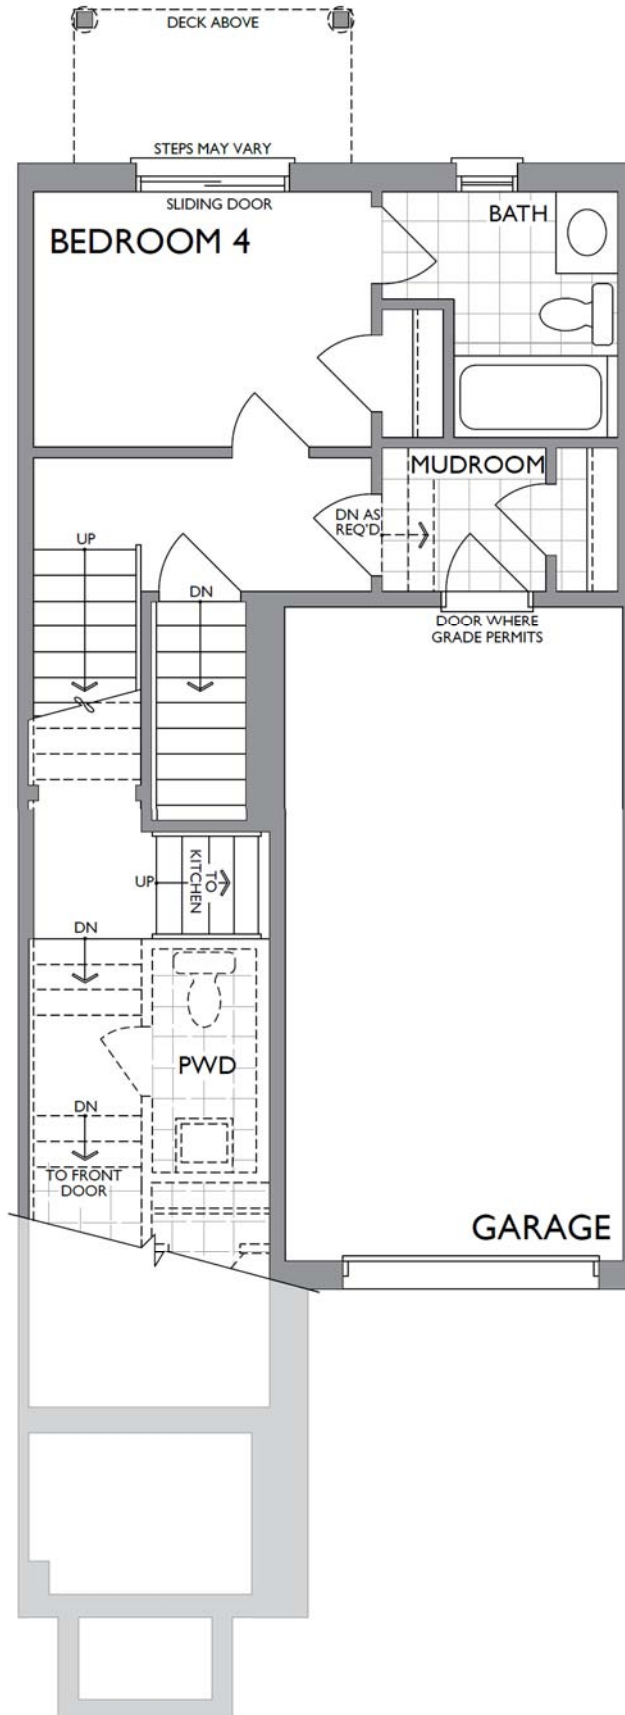 DECK ABOVE
STEPS MAY VARY
SLIDING DOOR
BATH
BEDROOM 4
MUDROOM
DN AS
REQ'D
UP
DN
DOOR WHERE
GRADE PERMITS
UP
TO
KITCHEN
DN
PWD
DN
TO FRONT
DOOR
GARAGE